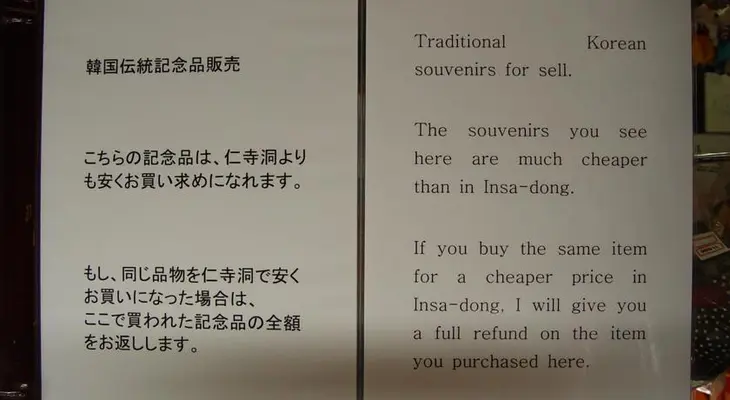 韓国伝統記念品販売
こちらの記念品は、仁寺洞より
も安くお買い求めになれます。
もし、同じ品物を仁寺洞で安く
お買いになった場合は、
ここで買われた記念品の全額
をお返しします。
Traditional Korean
souvenirs for sell.
The souvenirs you see
here are much cheaper
than in Insa-dong.
If you buy the same item
for a cheaper price in
Insa-dong, I will give you
a full refund on the item
you purchased here.